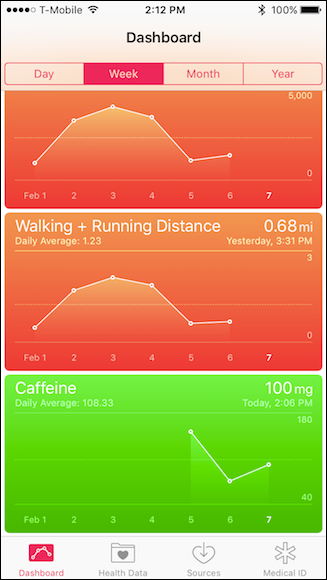 T-Mobile 2:12 PM 100%
Dashboard
Day Week Month Year
5,000
0
Feb 1 2 3 4 5 6 7
Walking + Running Distance 0.68 mi
Daily Average: 1.23 Yesterday, 3:31 PM
3
0
Feb 1 2 3 4 5 6 7
Caffeine 100 mg
Daily Average: 108.33 Today, 2:06 PM
180
40
Feb 1 2 3 4 5 6 7
Dashboard Health Data Sources Medical ID